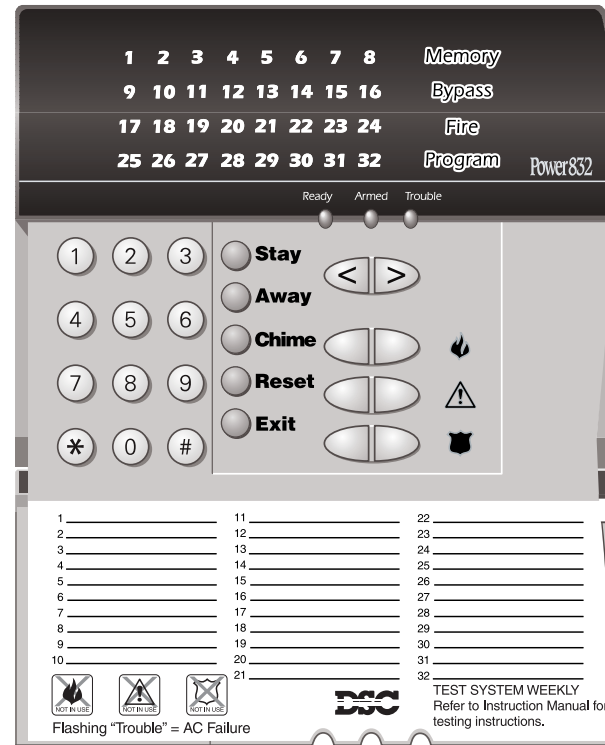 1 2 3 4 5 6 7 8 Memory
9 10 11 12 13 14 15 16 Bypass
17 18 19 20 21 22 23 24 Fire
25 26 27 28 29 30 31 32 Program
Power832
Ready Armed Trouble
1 2 3
4 5 6
7 8 9
* 0 #
Stay
Away
Chime
Reset
Exit
< >
1
2
3
4
5
6
7
8
9
10
11
12
13
14
15
16
17
18
19
20
21
22
23
24
25
26
27
28
29
30
31
32
NOT IN USE
NOT IN USE
NOT IN USE
Flashing “Trouble” = AC Failure
DSC
TEST SYSTEM WEEKLY
Refer to Instruction Manual for
testing instructions.